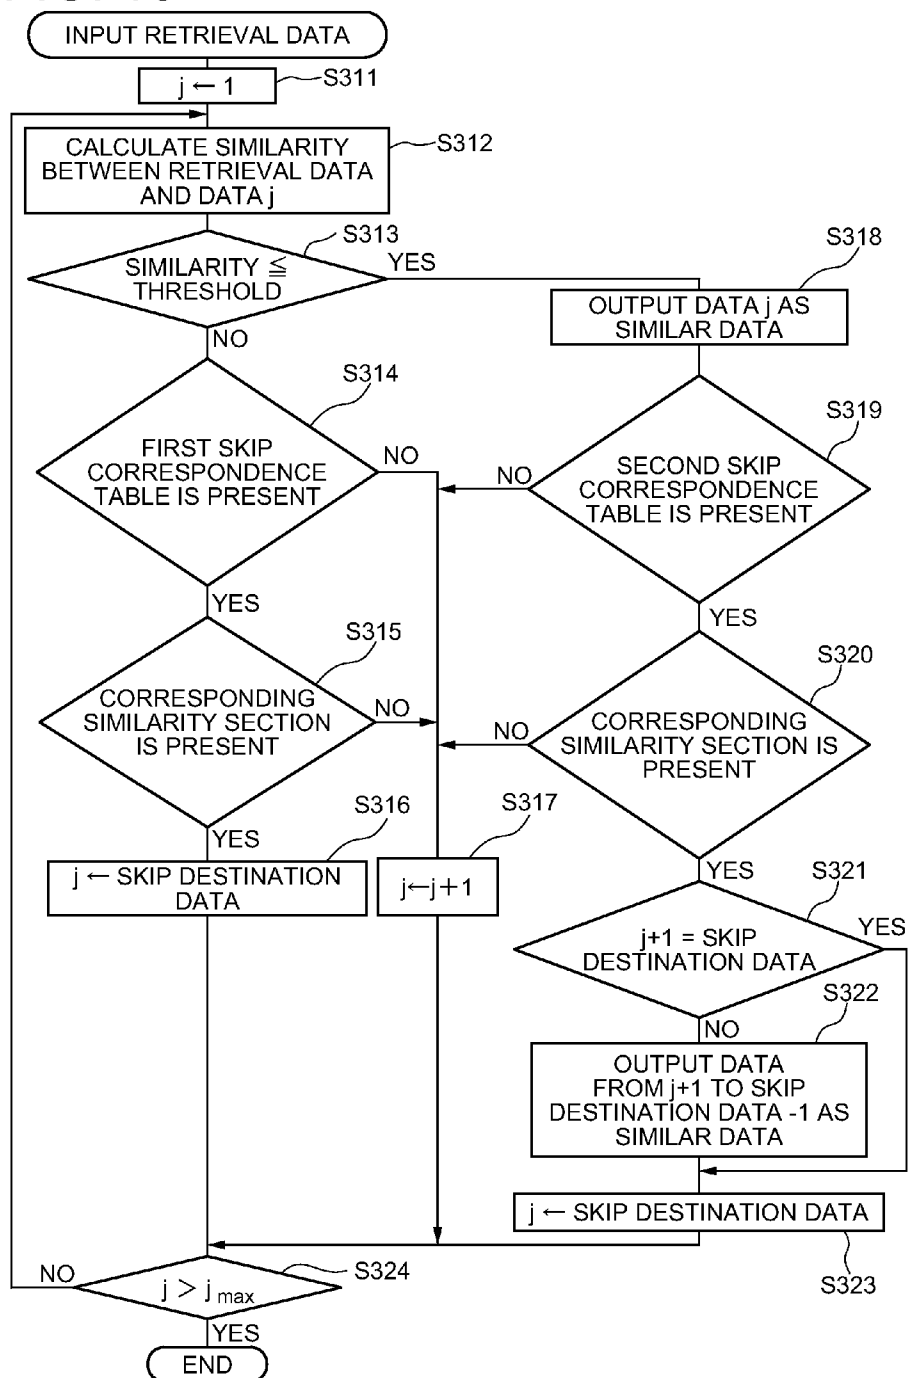 INPUT RETRIEVAL DATA
j ← 1
S311
CALCULATE SIMILARITY
BETWEEN RETRIEVAL DATA
AND DATA j
S312
S313
SIMILARITY ≦
THRESHOLD
YES
NO
S318
OUTPUT DATA j AS
SIMILAR DATA
S314
FIRST SKIP
CORRESPONDENCE
TABLE IS PRESENT
NO
YES
S319
SECOND SKIP
CORRESPONDENCE
TABLE IS PRESENT
NO
YES
S315
CORRESPONDING
SIMILARITY SECTION
IS PRESENT
NO
YES
S320
CORRESPONDING
SIMILARITY SECTION IS
PRESENT
NO
YES
S316
j ← SKIP DESTINATION
DATA
S317
j←j+1
S321
j+1 = SKIP
DESTINATION DATA
YES
NO
S322
OUTPUT DATA
FROM j+1 TO SKIP
DESTINATION DATA -1 AS
SIMILAR DATA
j ← SKIP DESTINATION DATA
S323
S324
j > jmax
NO
YES
END